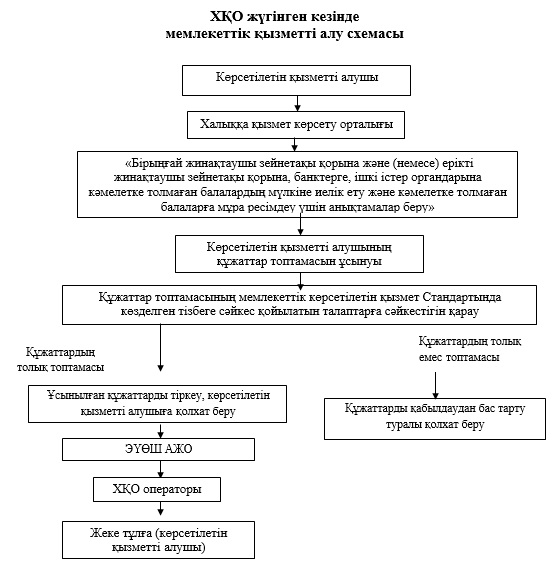 ХҚО жүгінген кезінде
мемлекеттік қызметті алу схемасы
Көрсетілетін қызметті алушы
Халыққа қызмет көрсету орталығы
«Бірыңғай жинақтаушы зейнетақы қорына және (немесе) ерікті
жинақтаушы зейнетақы қорына, банктерге, ішкі істер органдарына
кәмелетке толмаған балалардың мүлкіне иелік ету және кәмелетке толмаған
балаларға мұра ресімдеу үшін анықтамалар беру»
Көрсетілетін қызметті алушының
құжаттар топтамасын ұсынуы
Құжаттар топтамасының мемлекеттік көрсетілетін қызмет Стандартында
көзделген тізбеге сәйкес қойылатын талаптарға сәйкестігін қарау
Құжаттардың
толық топтамасы
Құжаттардың толық
емес топтамасы
Ұсынылған құжаттарды тіркеу, көрсетілетін
қызметті алушыға қолхат беру
Құжаттарды қабылдаудан бас тарту
туралы қолхат беру
ЭҮӨШ АЖО
ХҚО операторы
Жеке тұлға (көрсетілетін
қызметті алушы)